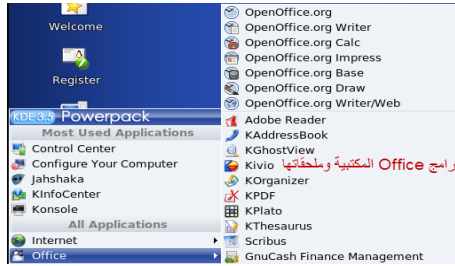 Welcome
Register
KDE 3.5 Powerpack
Most Used Applications
Control Center
Configure Your Computer
Jahshaka
KInfoCenter
Konsole
All Applications
Internet
Office
OpenOffice.org
OpenOffice.org Writer
OpenOffice.org Calc
OpenOffice.org Impress
OpenOffice.org Base
OpenOffice.org Draw
OpenOffice.org Writer/Web
Adobe Reader
KAddressBook
KGhostView
Kivio رامج Office المكتبية وملحقاتها
KOrganizer
KPDF
KPlato
KThesaurus
Scribus
GnuCash Finance Management